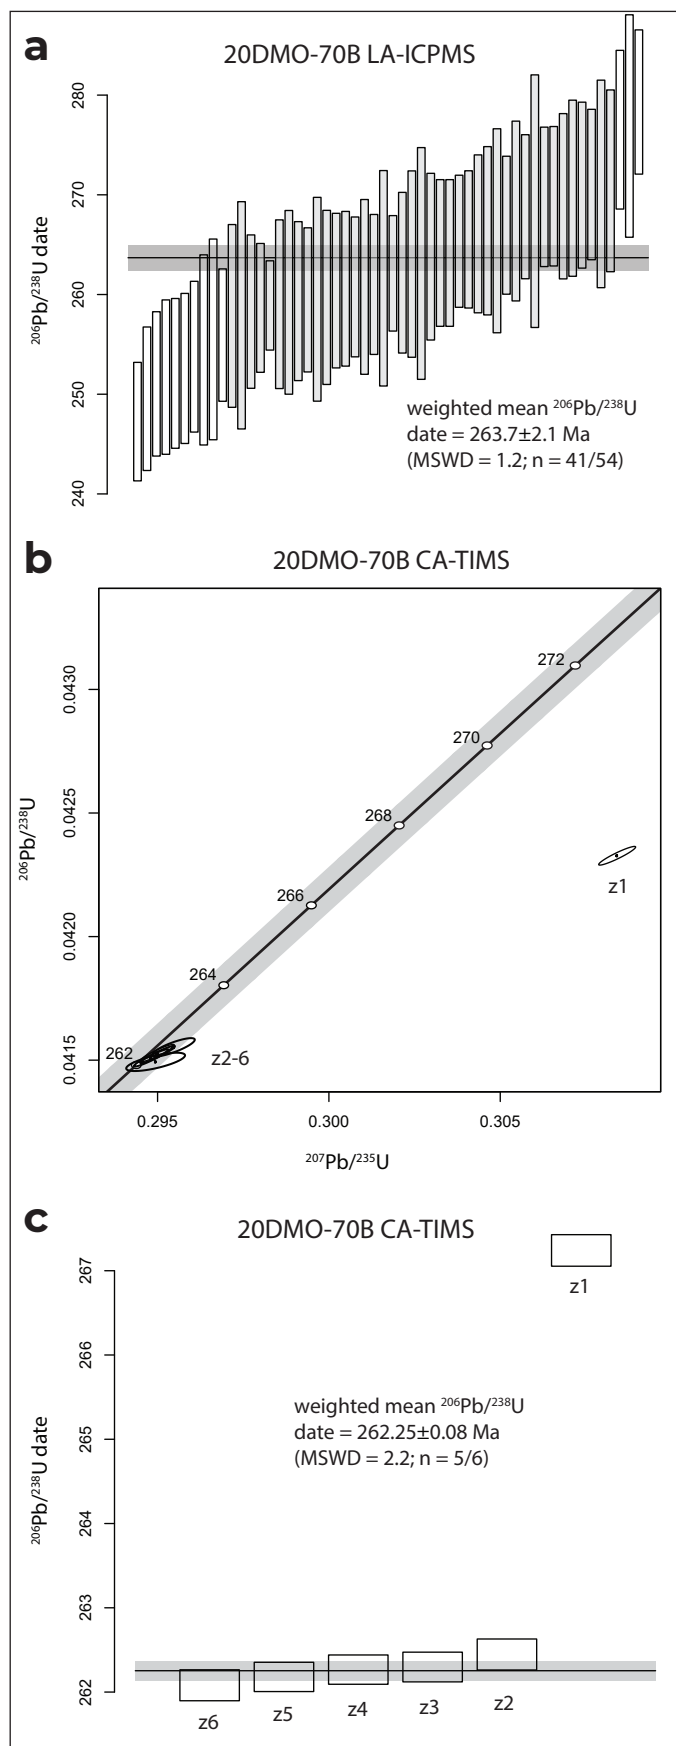 a
20DMO-70B LA-ICPMS
280
270
260
250
240
²⁰⁶Pb/²³⁸U date
weighted mean ²⁰⁶Pb/²³⁸U
date = 263.7±2.1 Ma
(MSWD = 1.2; n = 41/54)
b
20DMO-70B CA-TIMS
0.0430
0.0425
0.0420
0.0415
²⁰⁶Pb/²³⁸U
272
270
268
266
264
262
z1
z2-6
0.295
0.300
0.305
²⁰⁷Pb/²³⁵U
c
20DMO-70B CA-TIMS
267
266
265
264
263
262
²⁰⁶Pb/²³⁸U date
z1
weighted mean ²⁰⁶Pb/²³⁸U
date = 262.25±0.08 Ma
(MSWD = 2.2; n = 5/6)
z6
z5
z4
z3
z2